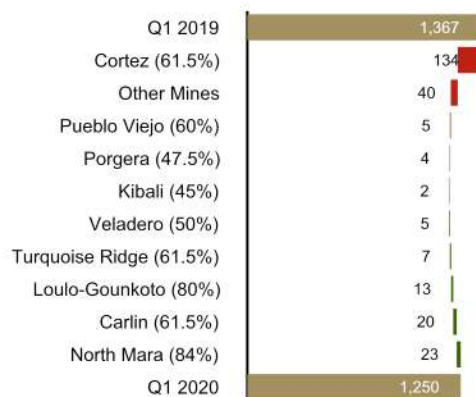 Q1 2019 1,367
Cortez (61.5%) 134
Other Mines 40
Pueblo Viejo (60%) 5
Porgera (47.5%) 4
Kibali (45%) 2
Veladero (50%) 5
Turquoise Ridge (61.5%) 7
Loulo-Gounkoto (80%) 13
Carlin (61.5%) 20
North Mara (84%) 23
Q1 2020 1,250